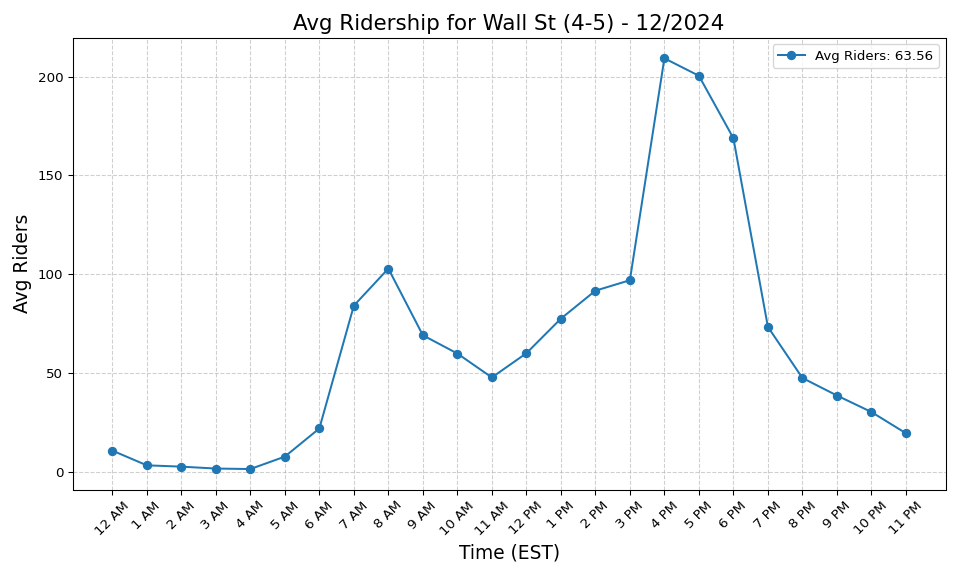 Avg Ridership for Wall St (4-5) - 12/2024
Avg Riders: 63.56
Avg Riders
200
150
100
50
0
12 AM
1 AM
2 AM
3 AM
4 AM
5 AM
6 AM
7 AM
8 AM
9 AM
10 AM
11 AM
12 PM
1 PM
2 PM
3 PM
4 PM
5 PM
6 PM
7 PM
8 PM
9 PM
10 PM
11 PM
Time (EST)